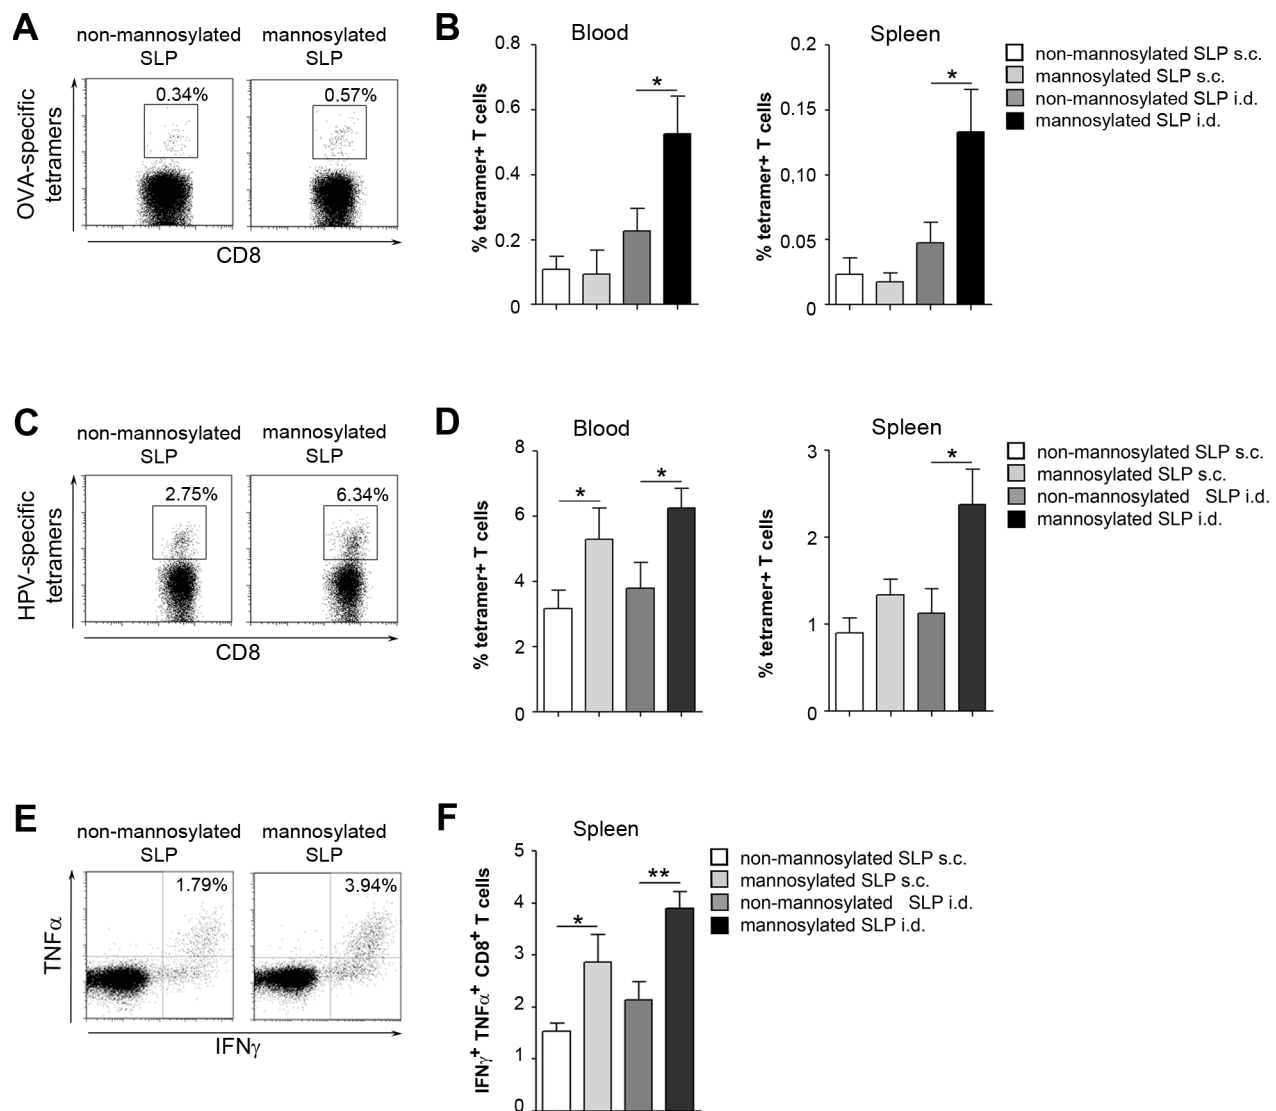 A
non-mannosylated SLP
mannosylated SLP
0.34%
0.57%
OVA-specific tetramers
CD8
B
Blood
% tetramer+ T cells
0.8
0.6
0.4
0.2
0
*
Spleen
% tetramer+ T cells
0.2
0.15
0,10
0.05
0
*
non-mannosylated SLP s.c.
mannosylated SLP s.c.
non-mannosylated SLP i.d.
mannosylated SLP i.d.
C
non-mannosylated SLP
mannosylated SLP
2.75%
6.34%
HPV-specific tetramers
CD8
D
Blood
% tetramer+ T cells
8
6
4
2
0
*
*
Spleen
% tetramer+ T cells
3
2
1
0
*
non-mannosylated SLP s.c.
mannosylated SLP s.c.
non-mannosylated SLP i.d.
mannosylated SLP i.d.
E
non-mannosylated SLP
mannosylated SLP
1.79%
3.94%
TNFα
IFNγ
F
Spleen
IFNγ⁺ TNFα⁺ CD8⁺ T cells
5
4
3
2
1
0
*
**
non-mannosylated SLP s.c.
mannosylated SLP s.c.
non-mannosylated SLP i.d.
mannosylated SLP i.d.